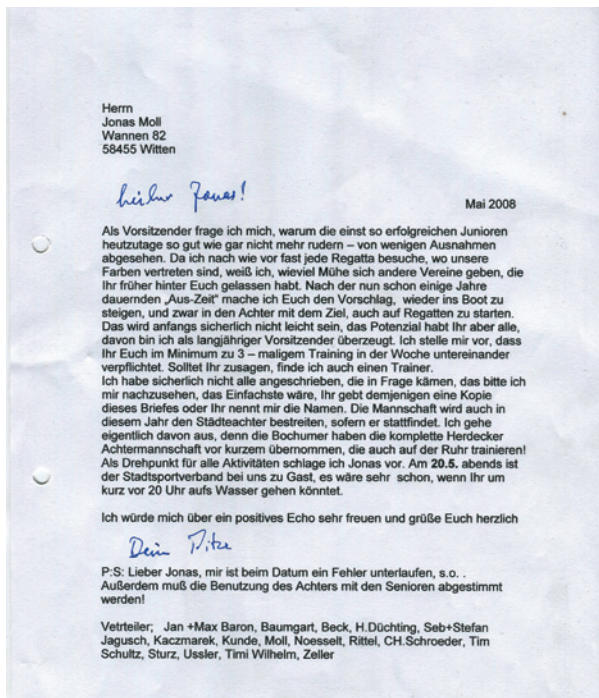 Herrn
Jonas Moll
Wannen 82
58455 Witten
Lieber Jonas!
Mai 2008
Als Vorsitzender frage ich mich, warum die einst so erfolgreichen Junioren
heutzutage so gut wie gar nicht mehr rudern – von wenigen Ausnahmen
abgesehen. Da ich nach wie vor fast jede Regatta besuche, wo unsere
Farben vertreten sind, weiß ich, wieviel Mühe sich andere Vereine geben, die
Ihr früher hinter Euch gelassen habt. Nach der nun schon einige Jahre
dauernden „Aus-Zeit" mache ich Euch den Vorschlag, wieder ins Boot zu
steigen, und zwar in den Achter mit dem Ziel, auch auf Regatten zu starten.
Das wird anfangs sicherlich nicht leicht sein, das Potenzial habt Ihr aber alle,
davon bin ich als langjähriger Vorsitzender überzeugt. Ich stelle mir vor, dass
Ihr Euch im Minimum zu 3 – maligem Training in der Woche untereinander
verpflichtet. Solltet Ihr zusagen, finde ich auch einen Trainer.
Ich habe sicherlich nicht alle angeschrieben, die in Frage kämen, das bitte ich
mir nachzusehen, das Einfachste wäre, Ihr gebt demjenigen eine Kopie
dieses Briefes oder Ihr nennt mir die Namen. Die Mannschaft wird auch in
diesem Jahr den Städteachter bestreiten, sofern er stattfindet. Ich gehe
eigentlich davon aus, denn die Bochumer haben die komplette Herdecker
Achtermannschaft vor kurzem übernommen, die auch auf der Ruhr trainieren!
Als Drehpunkt für alle Aktivitäten schlage ich Jonas vor. Am 20.5. abends ist
der Stadtsportverband bei uns zu Gast, es wäre sehr schon, wenn Ihr um
kurz vor 20 Uhr aufs Wasser gehen könntet.
Ich würde mich über ein positives Echo sehr freuen und grüße Euch herzlich
Dein
P:S: Lieber Jonas, mir ist beim Datum ein Fehler unterlaufen, s.o. .
Außerdem muß die Benutzung des Achters mit den Senioren abgestimmt
werden!
Vetrteiler; Jan +Max Baron, Baumgart, Beck, H.Düchting, Seb+Stefan
Jagusch, Kaczmarek, Kunde, Moll, Noesselt, Rittel, CH.Schroeder, Tim
Schultz, Sturz, Ussler, Timi Wilhelm, Zeller